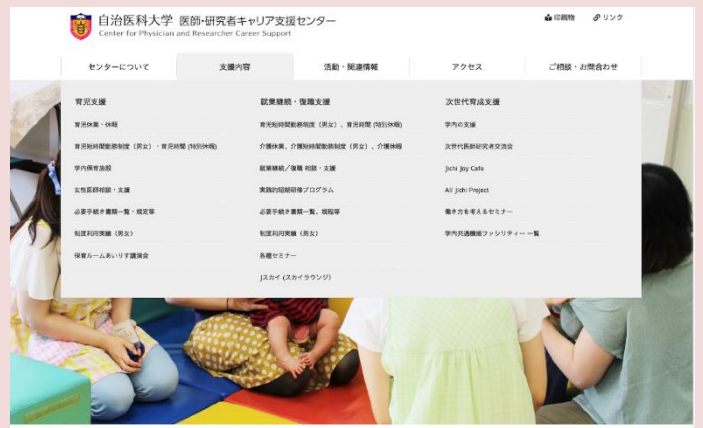 自治医科大学 医師・研究者キャリア支援センター
Center for Physician and Researcher Career Support
印刷物 リンク
センターについて 支援内容 活動・関連情報 アクセス ご相談・お問合わせ
育児支援
育児休業・休暇
育児短時間勤務制度(男女)・育児時間 (特別休暇)
学内保育施設
女性医師相談・支援
必要手続き書類一覧・規定等
制度利用実績(男女)
保育ルームあいりす講演会
就業継続・復職支援
育児短時間勤務制度(男女)、育児時間 (特別休暇)
介護休業、介護短時間勤務制度(男女)、介護休暇
就業継続/復職 相談・支援
実践的短期研修プログラム
必要手続き書類一覧、規程等
制度利用実績(男女)
各種セミナー
Jスカイ (スカイラウンジ)
次世代育成支援
学内の支援
次世代医師研究者交流会
Jichi Joy Cafe
All Jichi Project
働き方を考えるセミナー
学内共通機器ファシリティー一覧